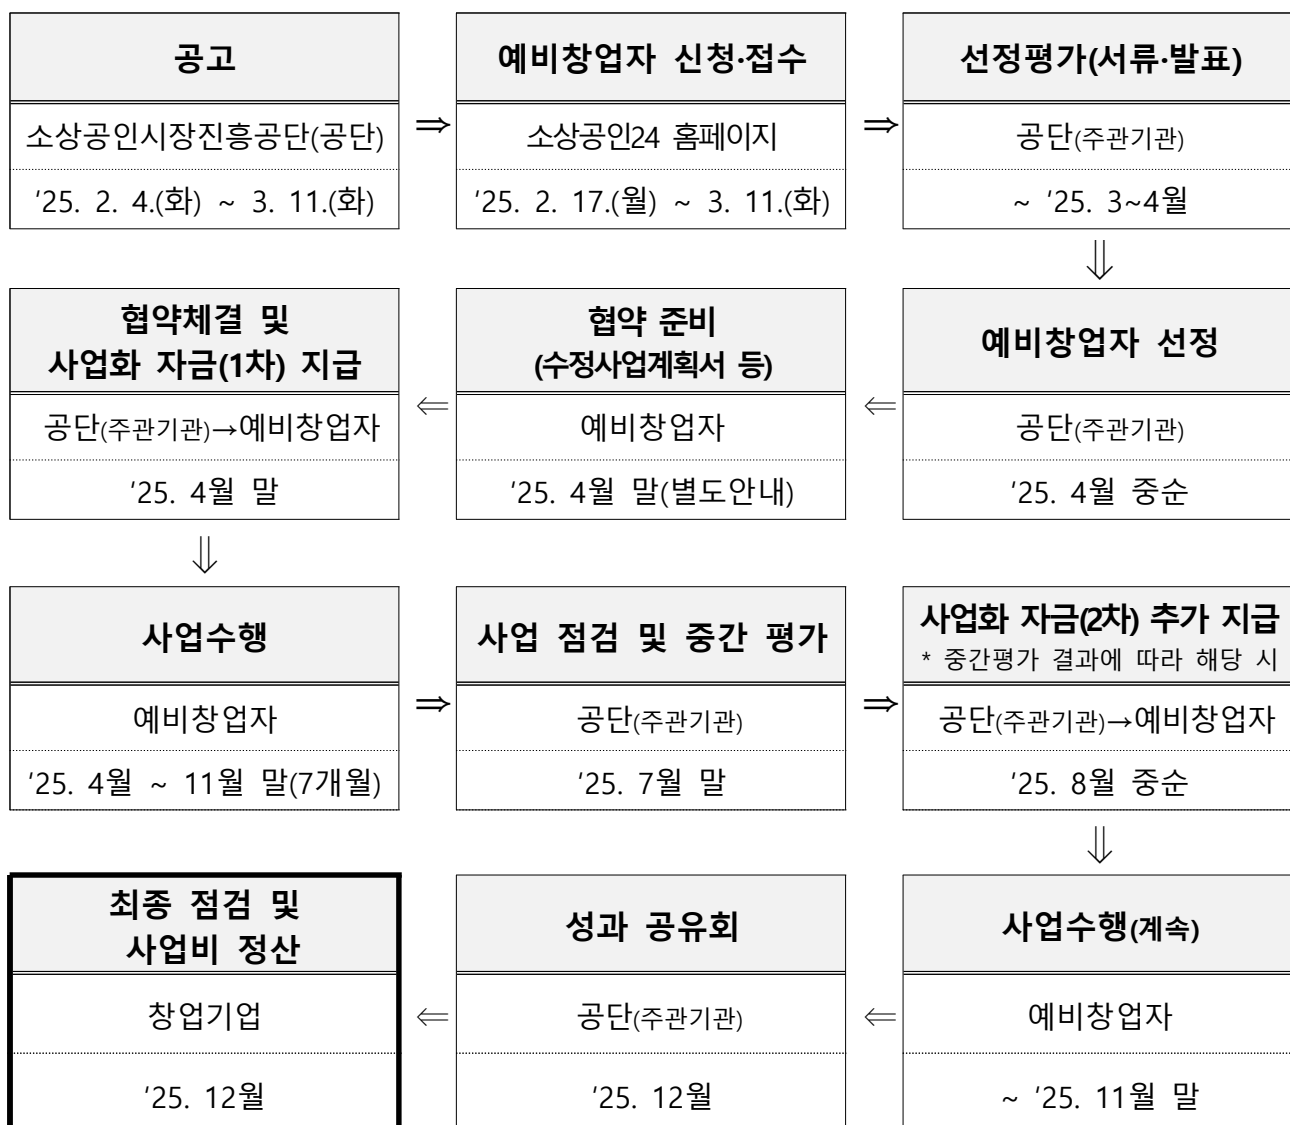 공고
소상공인시장진흥공단(공단)
'25. 2. 4.(화) ~ 3. 11.(화)
⇒
예비창업자 신청·접수
소상공인24 홈페이지
'25. 2. 17.(월) ~ 3. 11.(화)
⇒
선정평가(서류·발표)
공단(주관기관)
~ '25. 3~4월
⇓
예비창업자 선정
공단(주관기관)
'25. 4월 중순
⇐
협약 준비
(수정사업계획서 등)
예비창업자
'25. 4월 말(별도안내)
⇐
협약체결 및
사업화 자금(1차) 지급
공단(주관기관)→예비창업자
'25. 4월 말
⇓
사업수행
예비창업자
'25. 4월 ~ 11월 말(7개월)
⇒
사업 점검 및 중간 평가
공단(주관기관)
'25. 7월 말
⇒
사업화 자금(2차) 추가 지급
* 중간평가 결과에 따라 해당 시
공단(주관기관)→예비창업자
'25. 8월 중순
⇓
사업수행(계속)
예비창업자
~ '25. 11월 말
⇐
성과 공유회
공단(주관기관)
'25. 12월
⇐
최종 점검 및
사업비 정산
창업기업
'25. 12월